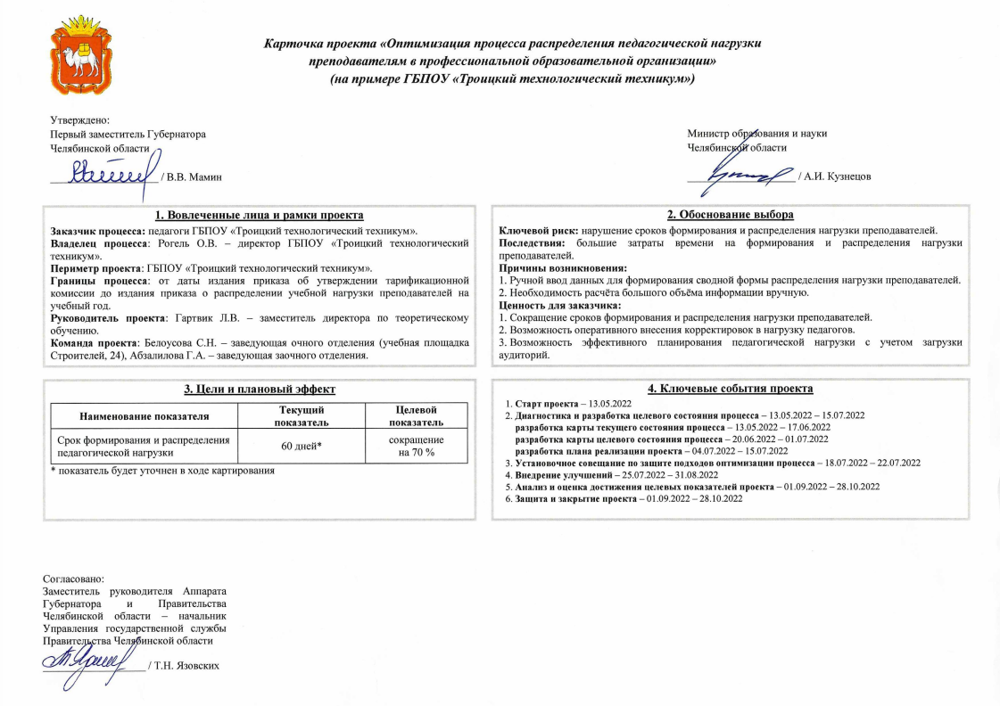 Карточка проекта «Оптимизация процесса распределения педагогической нагрузки
преподавателям в профессиональной образовательной организации»
(на примере ГБПОУ «Троицкий технологический техникум»)
Утверждено:
Первый заместитель Губернатора
Челябинской области
/ В.В. Мамин
Министр образования и науки
Челябинской области
/ А.И. Кузнецов
1. Вовлеченные лица и рамки проекта
Заказчик процесса: педагоги ГБПОУ «Троицкий технологический техникум».
Владелец процесса: Рогель О.В. – директор ГБПОУ «Троицкий технологический
техникум».
Периметр проекта: ГБПОУ «Троицкий технологический техникум».
Границы процесса: от даты издания приказа об утверждении тарификационной
комиссии до издания приказа о распределении учебной нагрузки преподавателей на
учебный год.
Руководитель проекта: Гартвик Л.В. – заместитель директора по теоретическому
обучению.
Команда проекта: Белоусова С.Н. – заведующая очного отделения (учебная площадка
Строителей, 24), Абзалилова Г.А. – заведующая заочного отделения.
2. Обоснование выбора
Ключевой риск: нарушение сроков формирования и распределения нагрузки преподавателей.
Последствия: большие затраты времени на формирования и распределения нагрузки
преподавателей.
Причины возникновения:
1. Ручной ввод данных для формирования сводной формы распределения нагрузки преподавателей.
2. Необходимость расчёта большого объёма информации вручную.
Ценность для заказчика:
1. Сокращение сроков формирования и распределения нагрузки преподавателей.
2. Возможность оперативного внесения корректировок в нагрузку педагогов.
3. Возможность эффективного планирования педагогической нагрузки с учетом загрузки
аудиторий.
3. Цели и плановый эффект
Наименование показателя
Текущий
показатель
Целевой
показатель
Срок формирования и распределения
педагогической нагрузки
60 дней*
сокращение
на 70 %
* показатель будет уточнен в ходе картирования
4. Ключевые события проекта
1. Старт проекта – 13.05.2022
2. Диагностика и разработка целевого состояния процесса – 13.05.2022 – 15.07.2022
разработка карты текущего состояния процесса – 13.05.2022 – 17.06.2022
разработка карты целевого состояния процесса – 20.06.2022 – 01.07.2022
разработка плана реализации проекта – 04.07.2022 – 15.07.2022
3. Установочное совещание по защите подходов оптимизации процесса – 18.07.2022 – 22.07.2022
4. Внедрение улучшений – 25.07.2022 – 31.08.2022
5. Анализ и оценка достижения целевых показателей проекта – 01.09.2022 – 28.10.2022
6. Защита и закрытие проекта – 01.09.2022 – 28.10.2022
Согласовано:
Заместитель руководителя Аппарата
Губернатора и Правительства
Челябинской области – начальник
Управления государственной службы
Правительства Челябинской области
/ Т.Н. Язовских